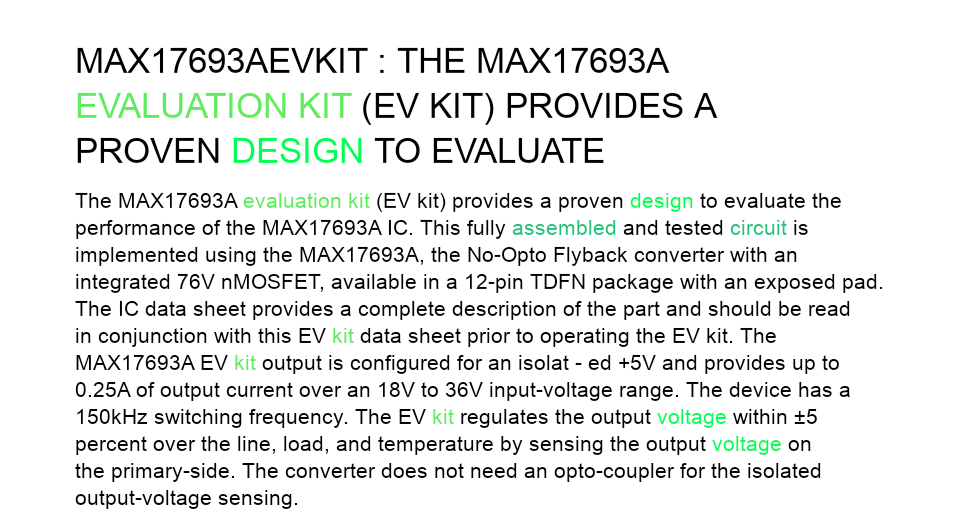 MAX17693AEVKIT : THE MAX17693A
EVALUATION KIT (EV KIT) PROVIDES A
PROVEN DESIGN TO EVALUATE
The MAX17693A evaluation kit (EV kit) provides a proven design to evaluate the
performance of the MAX17693A IC. This fully assembled and tested circuit is
implemented using the MAX17693A, the No-Opto Flyback converter with an
integrated 76V nMOSFET, available in a 12-pin TDFN package with an exposed pad.
The IC data sheet provides a complete description of the part and should be read
in conjunction with this EV kit data sheet prior to operating the EV kit. The
MAX17693A EV kit output is configured for an isolat - ed +5V and provides up to
0.25A of output current over an 18V to 36V input-voltage range. The device has a
150kHz switching frequency. The EV kit regulates the output voltage within ±5
percent over the line, load, and temperature by sensing the output voltage on
the primary-side. The converter does not need an opto-coupler for the isolated
output-voltage sensing.